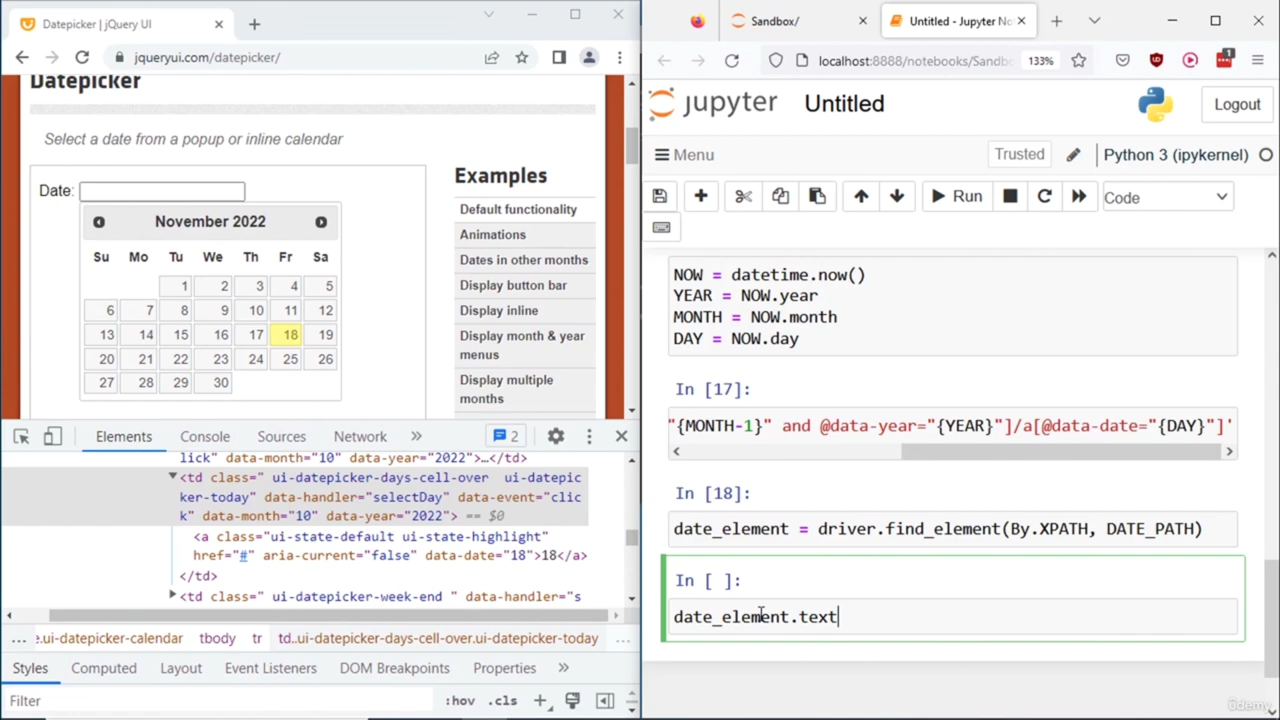 Datepicker | jQuery UI
jqueryui.com/datepicker/
Datepicker
Select a date from a popup or inline calendar
Date:
November 2022
Su Mo Tu We Th Fr Sa
1 2 3 4 5
6 7 8 9 10 11 12
13 14 15 16 17 18 19
20 21 22 23 24 25 26
27 28 29 30
Examples
Default functionality
Animations
Dates in other months
Display button bar
Display inline
Display month & year
menus
Display multiple
months
Elements Console Sources Network » 2
lick" data-month="10" data-year="2022">…</td>
<td class=" ui-datepicker-days-cell-over  ui-datepic
ker-today" data-handler="selectDay" data-event="clic
k" data-month="10" data-year="2022"> == $0
<a class="ui-state-default ui-state-highlight"
href="#" aria-current="false" data-date="18">18</a>
</td>
<td class=" ui-datepicker-week-end " data-handler="s
... e.ui-datepicker-calendar tbody tr td..ui-datepicker-days-cell-over.ui-datepicker-today ...
Styles Computed Layout Event Listeners DOM Breakpoints Properties »
Filter :hov .cls
Sandbox/
Untitled - Jupyter No
localhost:8888/notebooks/Sandb 133% 1
jupyter Untitled Logout
Menu Trusted Python 3 (ipykernel)
Run Code
NOW = datetime.now()
YEAR = NOW.year
MONTH = NOW.month
DAY = NOW.day
In [17]:
"{MONTH-1}" and @data-year="{YEAR}"]/a[@data-date="{DAY}"]'
In [18]:
date_element = driver.find_element(By.XPATH, DATE_PATH)
In [ ]:
date_element.text
ûdemy